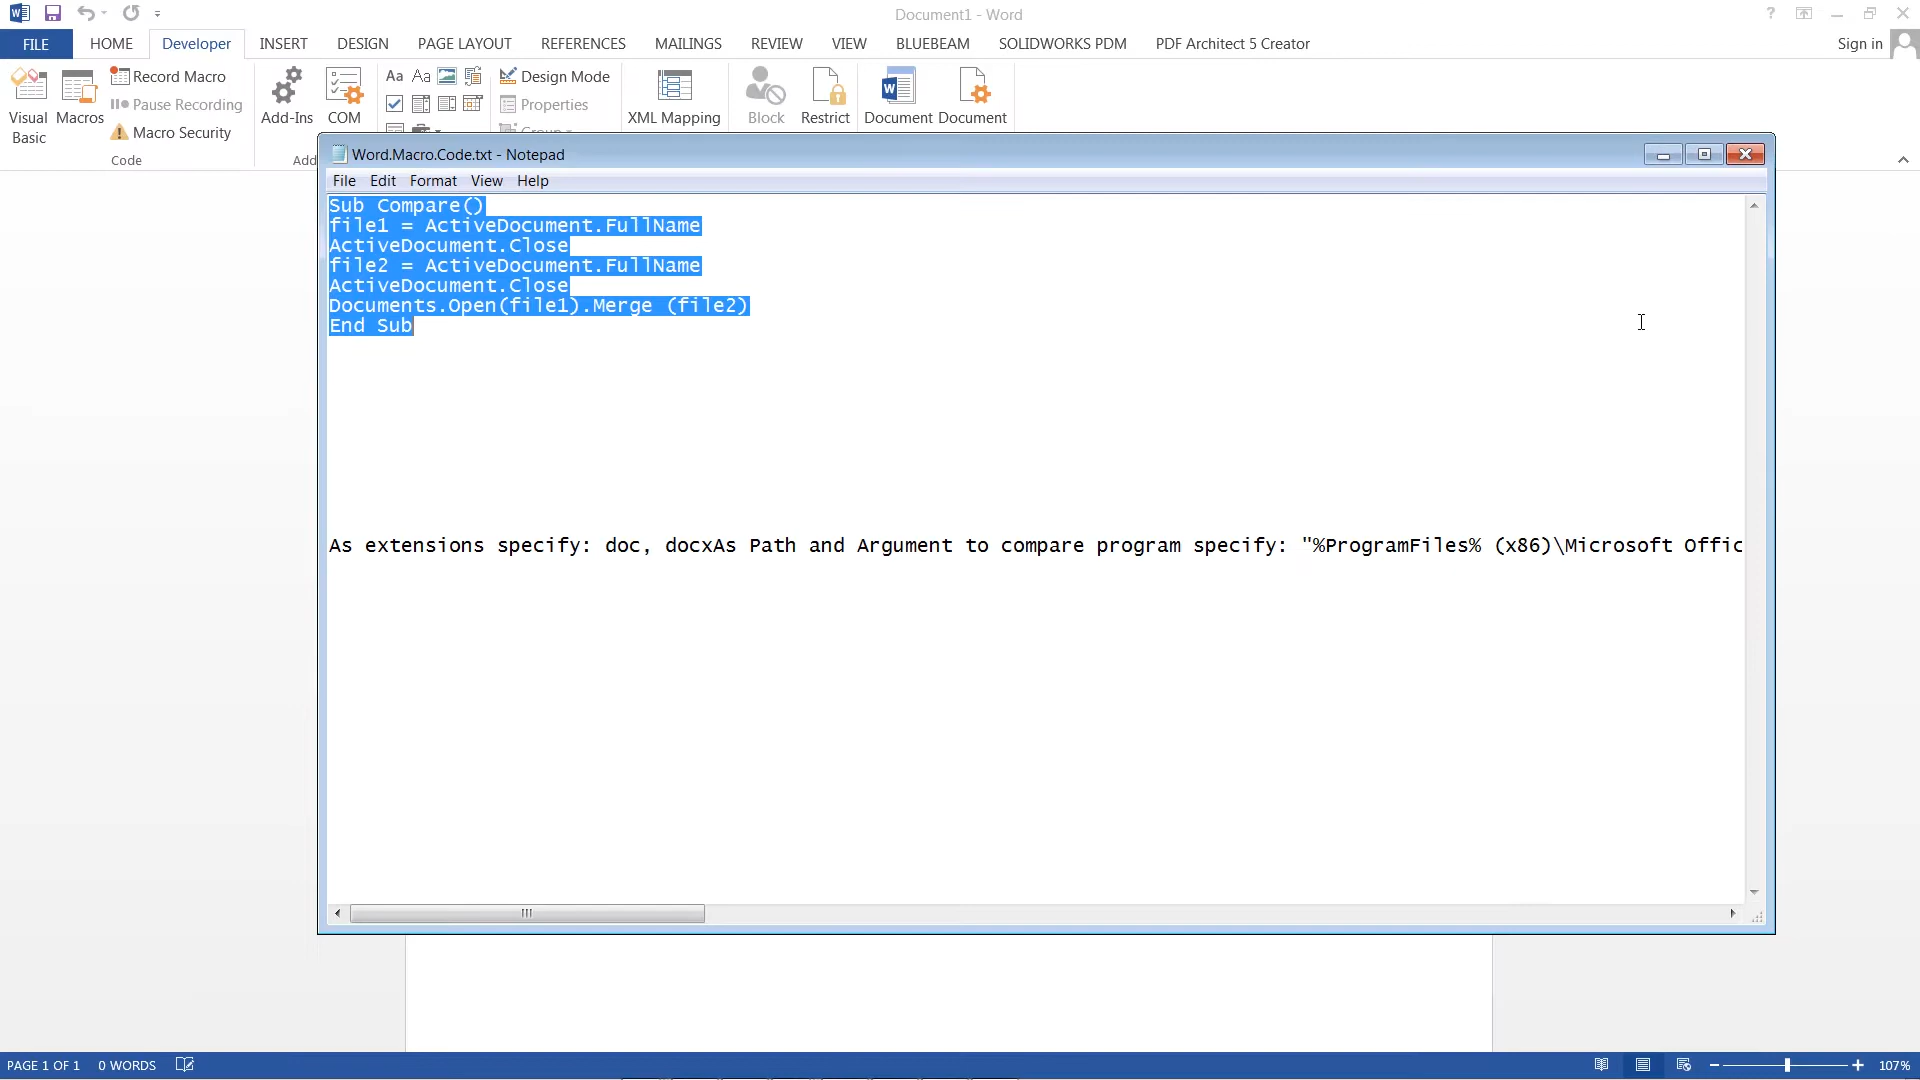 Document1 - Word
FILE HOME Developer INSERT DESIGN PAGE LAYOUT REFERENCES MAILINGS REVIEW VIEW BLUEBEAM SOLIDWORKS PDM PDF Architect 5 Creator Sign in
Visual Basic
Macros
Record Macro
Pause Recording
Macro Security
Code
Add-Ins
COM
Add
Aa Aa
Design Mode
Properties
XML Mapping
Block
Restrict
Document
Document
Word.Macro.Code.txt - Notepad
File Edit Format View Help
Sub Compare()
file1 = ActiveDocument.FullName
ActiveDocument.Close
file2 = ActiveDocument.FullName
ActiveDocument.Close
Documents.Open(file1).Merge (file2)
End Sub
As extensions specify: doc, docxAs Path and Argument to compare program specify: "%ProgramFiles% (x86)\Microsoft Offic
PAGE 1 OF 1 0 WORDS 107%